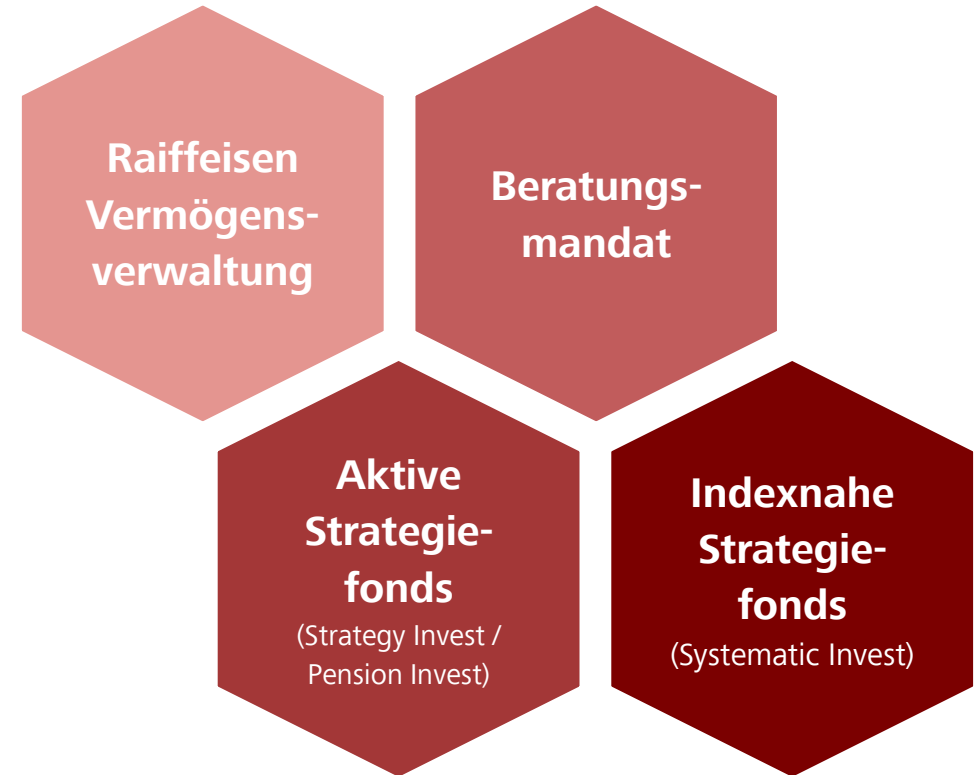 Raiffeisen
Vermögens-
verwaltung
Beratungs-
mandat
Aktive
Strategie-
fonds
(Strategy Invest /
Pension Invest)
Indexnahe
Strategie-
fonds
(Systematic Invest)